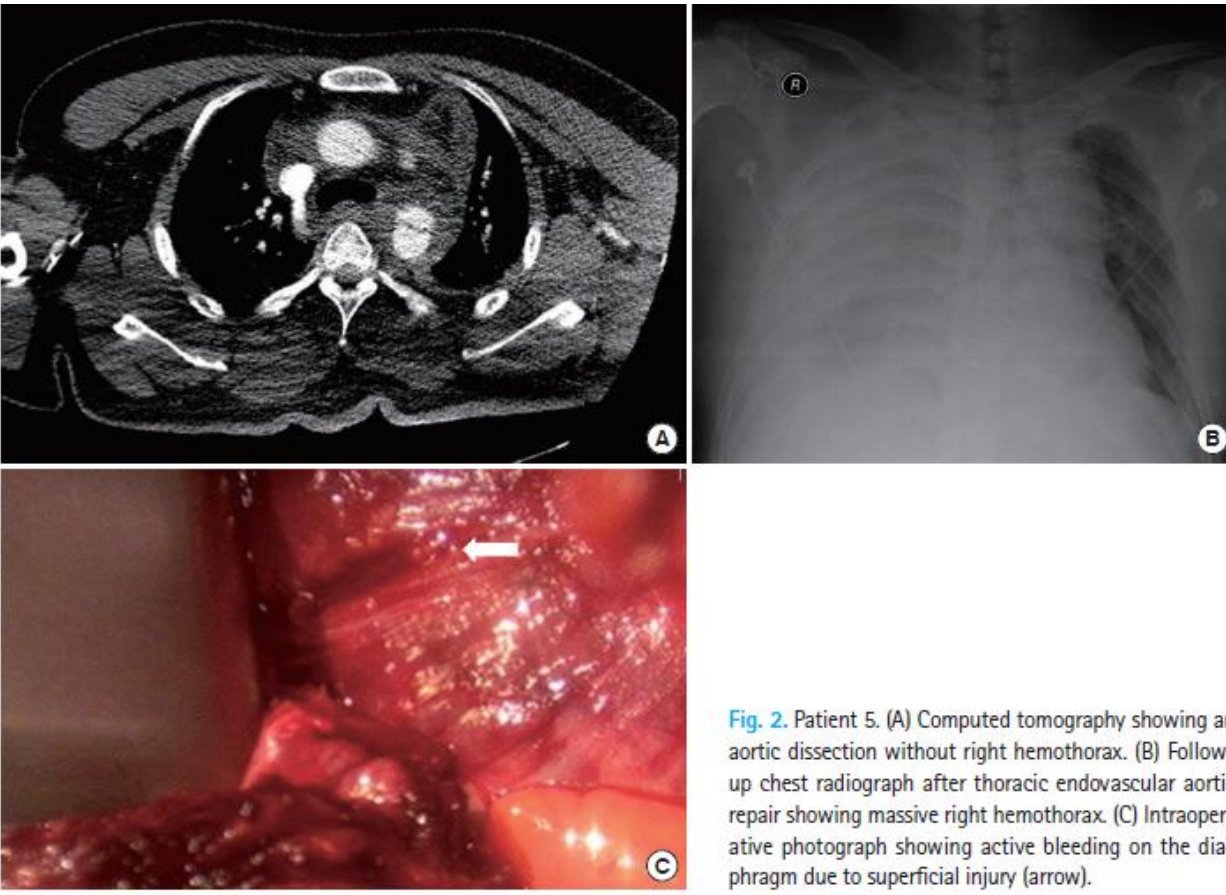 R
A
B
C
Fig. 2. Patient 5. (A) Computed tomography showing
aortic dissection without right hemothorax. (B) Follow
up chest radiograph after thoracic endovascular aorti
repair showing massive right hemothorax. (C) Intraoper
ative photograph showing active bleeding on the dia
phragm due to superficial injury (arrow).